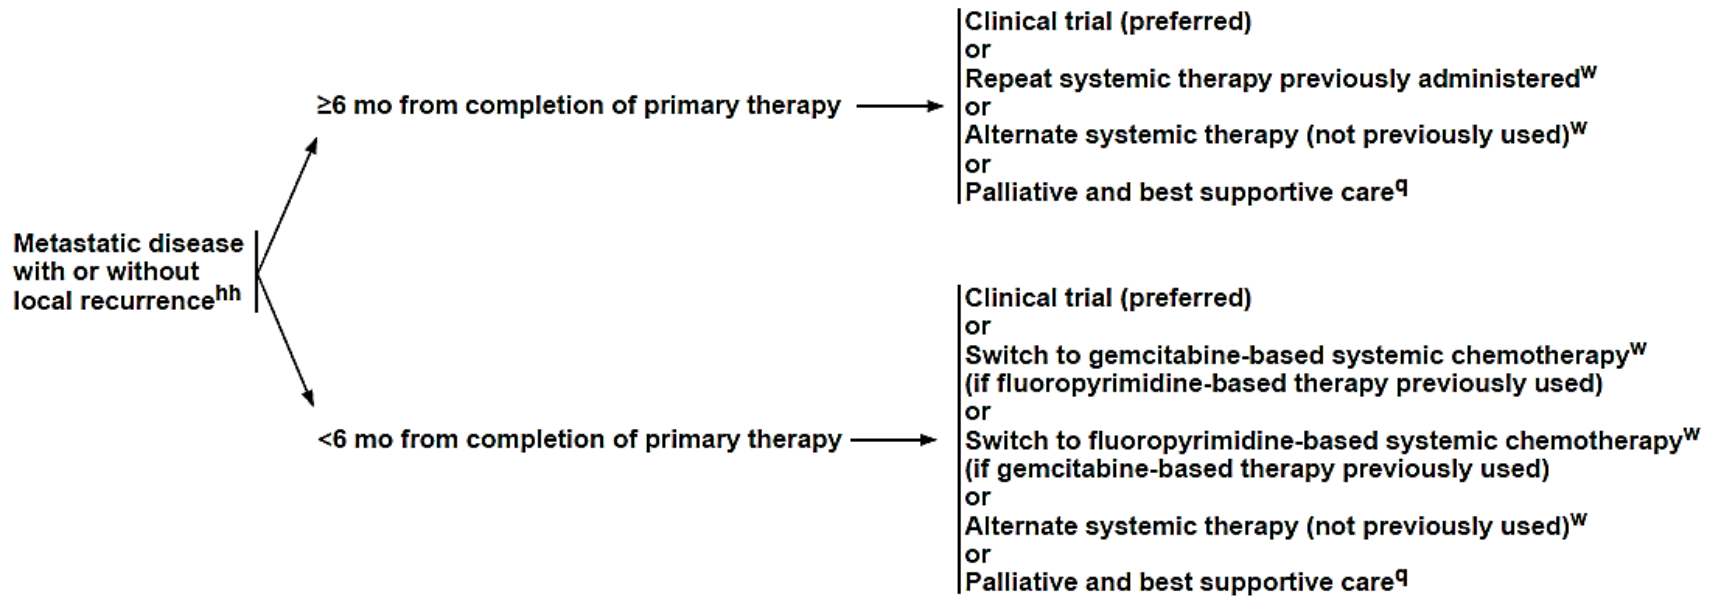 Metastatic disease
with or without
local recurrencehh
≥6 mo from completion of primary therapy
Clinical trial (preferred)
or
Repeat systemic therapy previously administeredw
or
Alternate systemic therapy (not previously used)w
or
Palliative and best supportive careq
<6 mo from completion of primary therapy
Clinical trial (preferred)
or
Switch to gemcitabine-based systemic chemotherapyw
(if fluoropyrimidine-based therapy previously used)
or
Switch to fluoropyrimidine-based systemic chemotherapyw
(if gemcitabine-based therapy previously used)
or
Alternate systemic therapy (not previously used)w
or
Palliative and best supportive careq